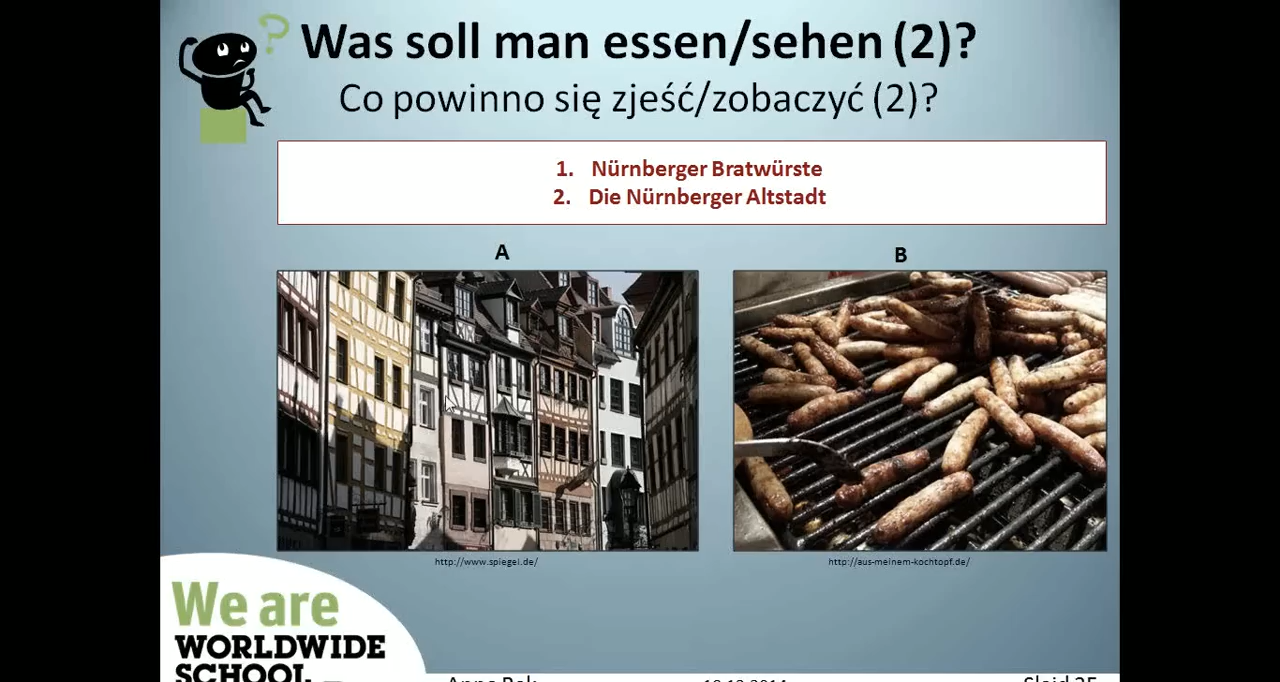 Was soll man essen/sehen (2)?
Co powinno się zjeść/zobaczyć (2)?
1. Nürnberger Bratwürste
2. Die Nürnberger Altstadt
A
B
http://www.spiegel.de/
http://aus-meinem-kochtopf.de/
We are
WORLDWIDE
SCHOOL